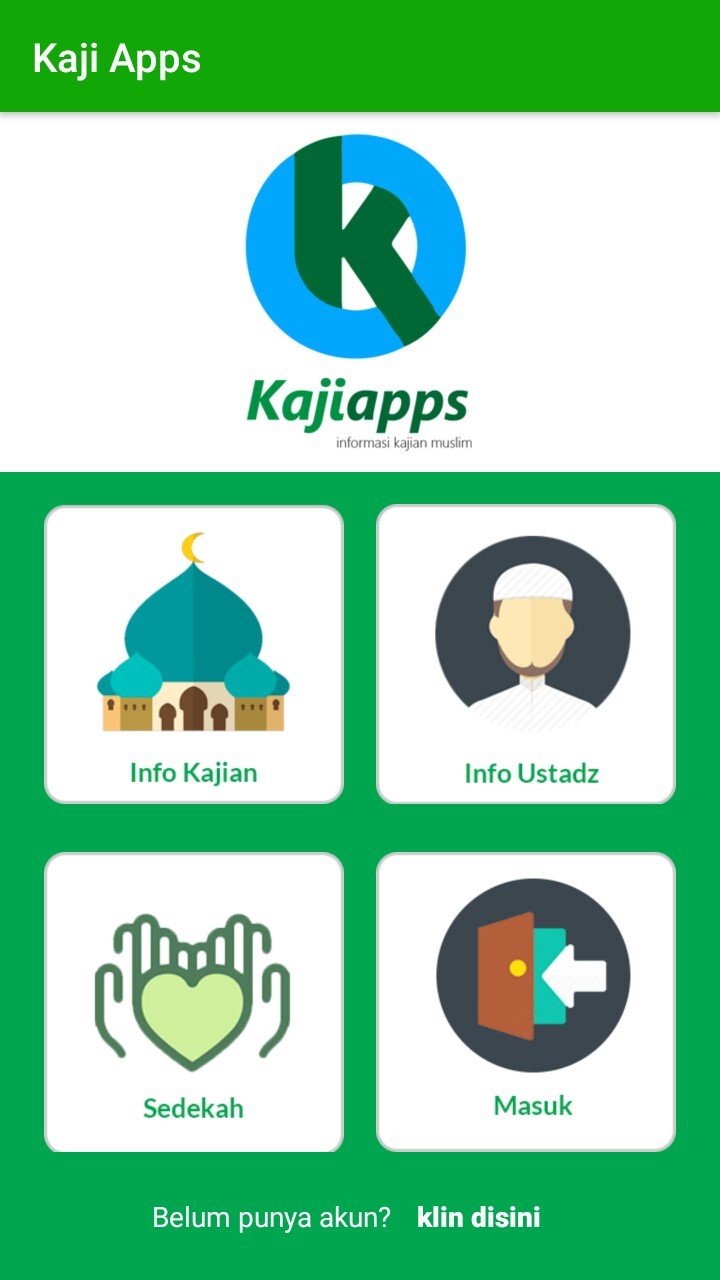 Kaji Apps
Kajiapps
informasi kajian muslim
Info Kajian
Info Ustadz
Sedekah
Masuk
Belum punya akun? klin disini